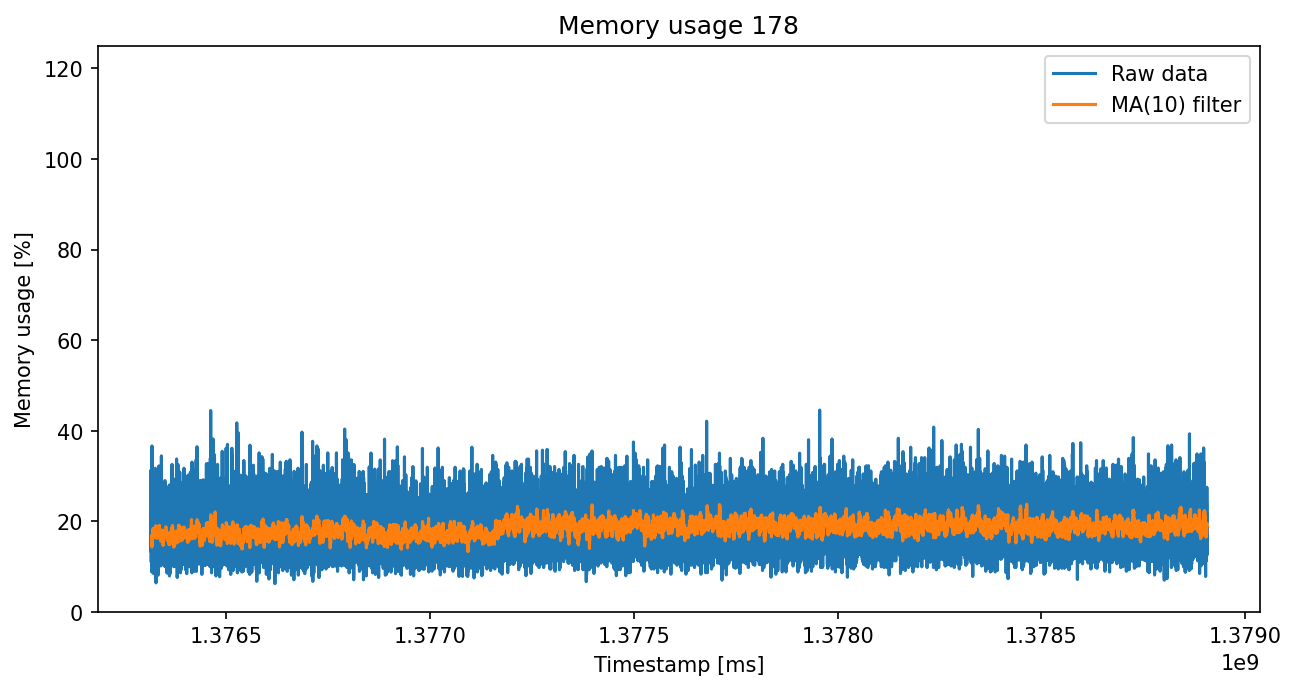 Memory usage 178
120
100
80
60
40
20
0
Memory usage [%]
Raw data
MA(10) filter
1.3765 1.3770 1.3775 1.3780 1.3785 1.3790
1e9
Timestamp [ms]